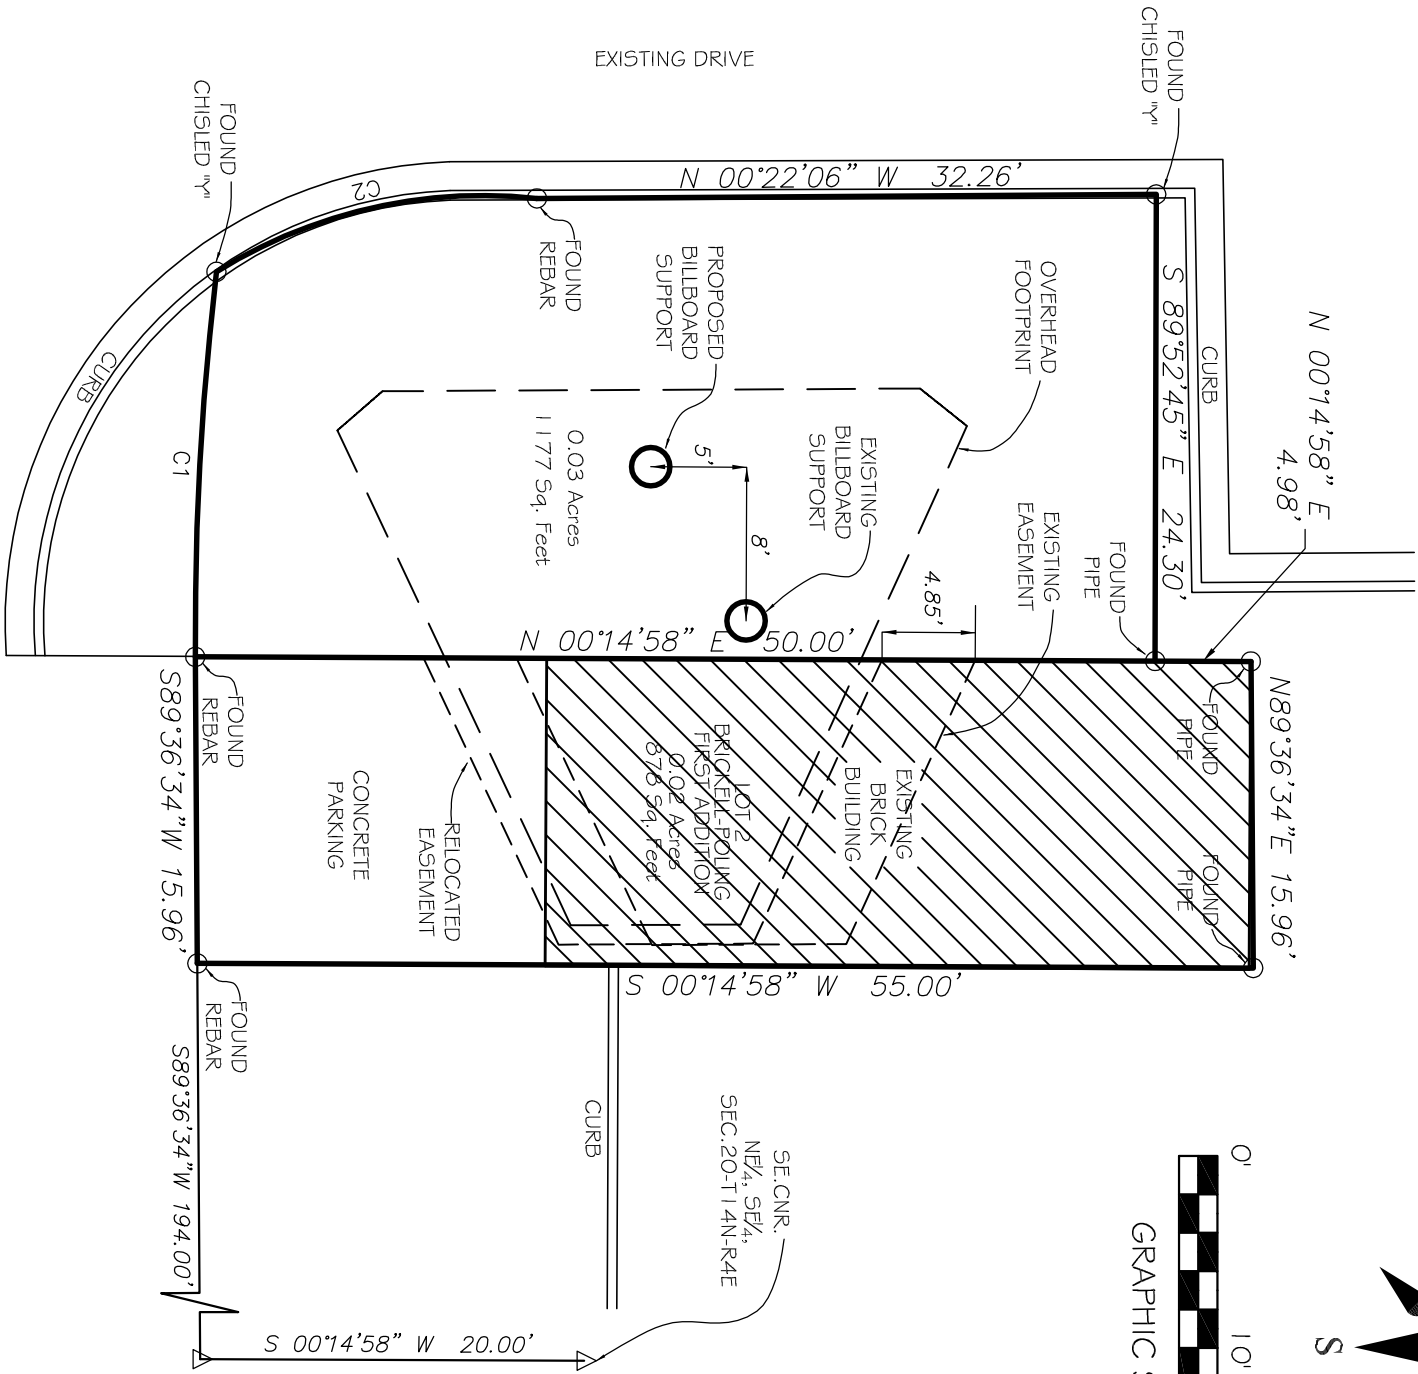 EXISTING DRIVE
FOUND
CHISLED "Y"
FOUND
CHISLED "Y"
N 00°22'06" W 32.26'
C2
FOUND
REBAR
PROPOSED
BILLBOARD
SUPPORT
OVERHEAD
FOOTPRINT
S 89°52'45" E 24.30'
CURB
N 00°14'58" E
4.98'
CURB
C1
0.03 Acres
1177 Sq. Feet
5'
8'
EXISTING
BILLBOARD
SUPPORT
4.85'
EXISTING
EASEMENT
FOUND
PIPE
N 00°14'58" E 50.00'
FOUND
REBAR
S89°36'34"W 15.96'
CONCRETE
PARKING
RELOCATED
EASEMENT
LOT 2
BRICKELL-POLING
FIRST ADDITION
0.02 Acres
878 Sq. Feet
EXISTING
BRICK
BUILDING
FOUND
PIPE
FOUND
PIPE
N89°36'34"E 15.96'
S 00°14'58" W 55.00'
FOUND
REBAR
S89°36'34"W 194.00'
CURB
SE.CNR.
NE1/4, SE1/4,
SEC.20-T14N-R4E
S 00°14'58" W 20.00'
0'
10'
GRAPHIC S
S